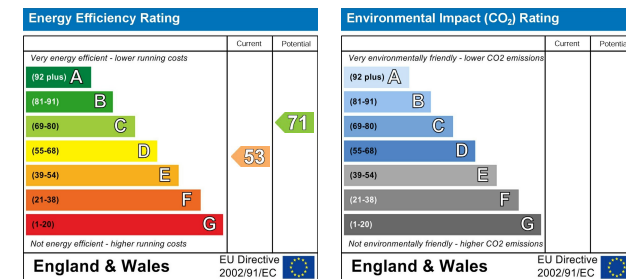 Energy Efficiency Rating
Current Potential
Very energy efficient - lower running costs
(92 plus) A
(81-91) B
(69-80) C
71
(55-68) D
53
(39-54) E
(21-38) F
(1-20) G
Not energy efficient - higher running costs
England & Wales
EU Directive
2002/91/EC
Environmental Impact (CO2) Rating
Current Potential
Very environmentally friendly - lower CO2 emissions
(92 plus) A
(81-91) B
(69-80) C
(55-68) D
(39-54) E
(21-38) F
(1-20) G
Not environmentally friendly - higher CO2 emissions
England & Wales
EU Directive
2002/91/EC